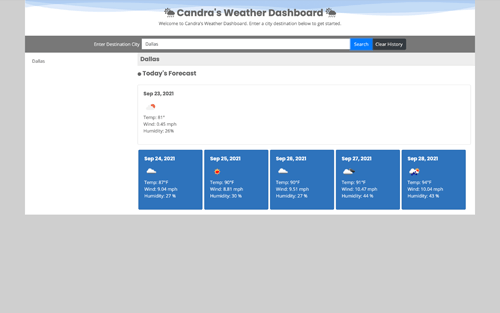 Candra's Weather Dashboard
Welcome to Candra's Weather Dashboard. Enter a city destination below to get started.
Enter Destination City Dallas Search Clear History
Dallas
Dallas
Today's Forecast
Sep 23, 2021
Temp: 81°
Wind: 0.45 mph
Humidity: 26%
Sep 24, 2021
Temp: 87°F
Wind: 9.04 mph
Humidity: 27 %
Sep 25, 2021
Temp: 90°F
Wind: 8.81 mph
Humidity: 30 %
Sep 26, 2021
Temp: 93°F
Wind: 9.51 mph
Humidity: 27 %
Sep 27, 2021
Temp: 91°F
Wind: 10.47 mph
Humidity: 44 %
Sep 28, 2021
Temp: 94°F
Wind: 10.04 mph
Humidity: 43 %